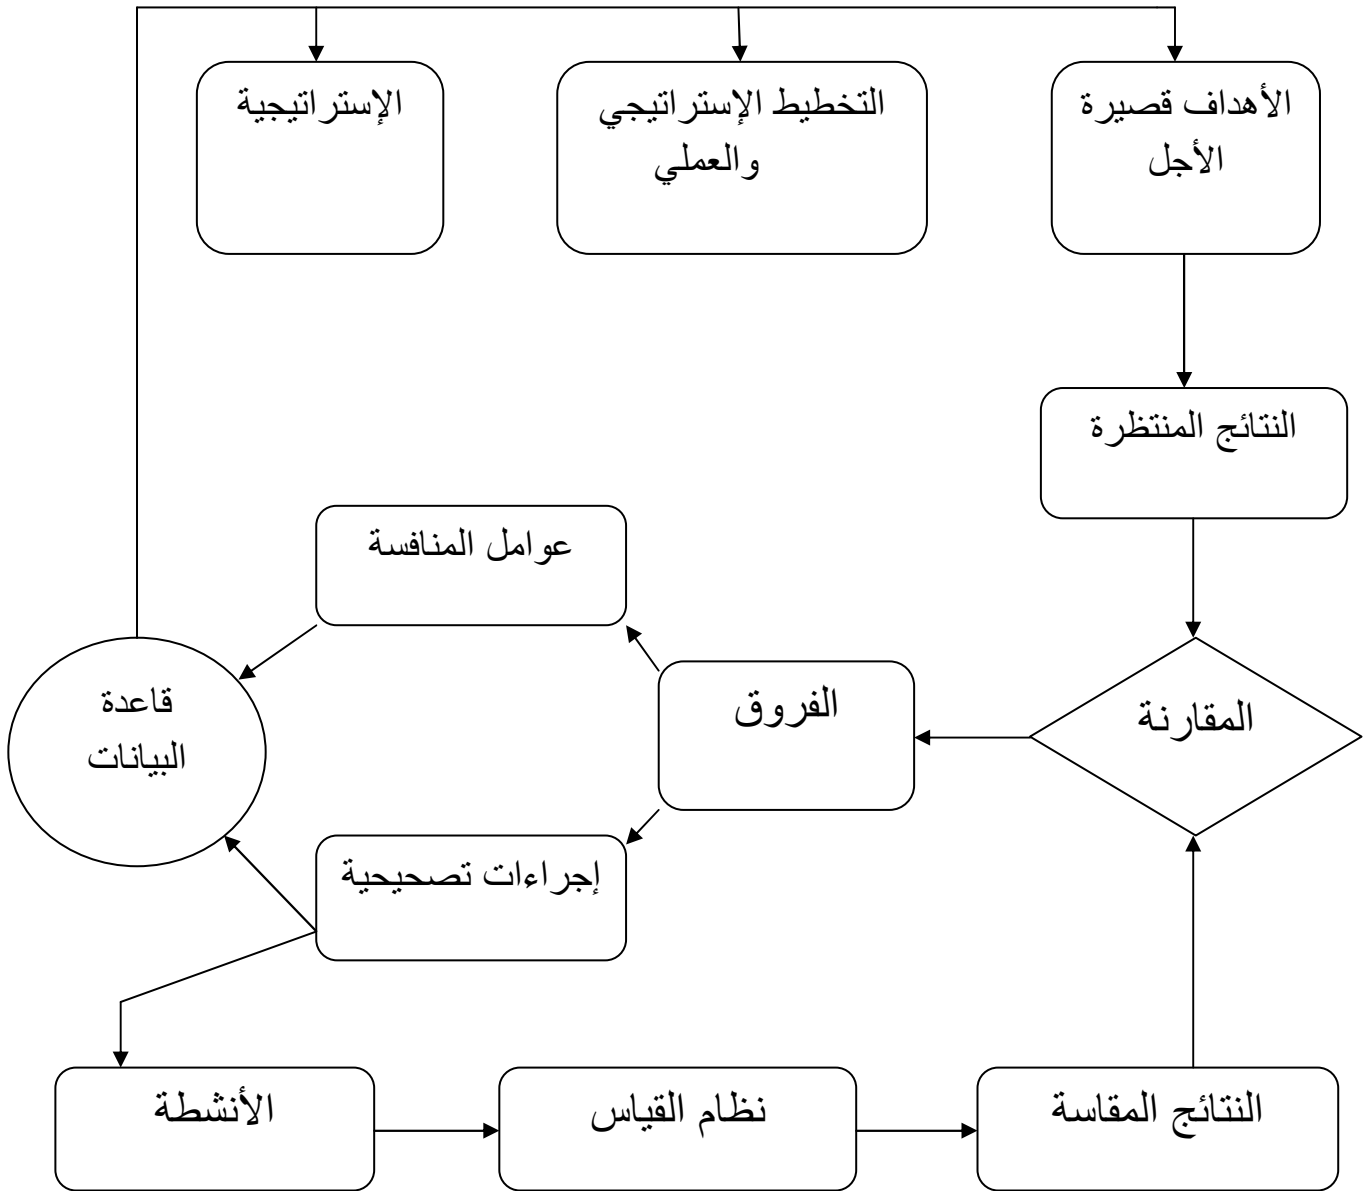 الأهداف قصيرة
الأجل
التخطيط الإستراتيجي
والعملي
الإستراتيجية
النتائج المنتظرة
عوامل المنافسة
المقارنة
الفروق
قاعدة
البيانات
إجراءات تصحيحية
النتائج المقاسة
نظام القياس
الأنشطة